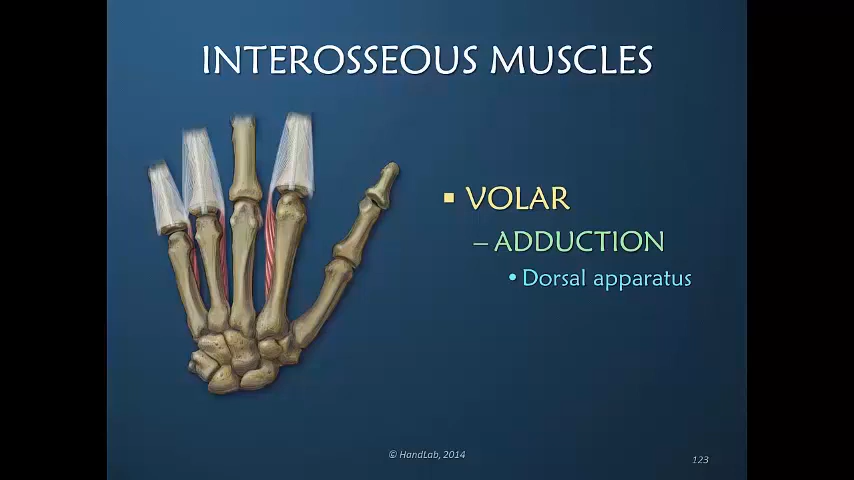 INTEROSSEOUS MUSCLES
▪ VOLAR
– ADDUCTION
• Dorsal apparatus
© HandLab, 2014
123